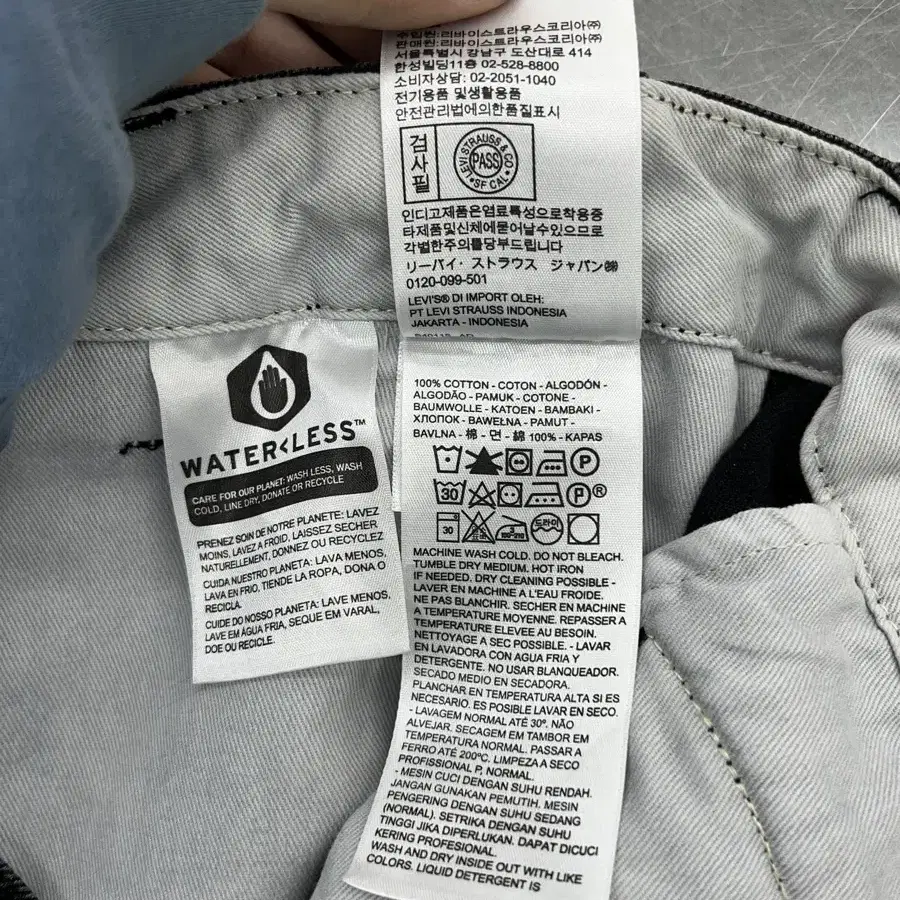 수입원:리바이스트라우스코리아㈜
판매원:리바이스트라우스코리아㈜
서울특별시 강남구 도산대로 414
한성빌딩11층 02-528-8800
소비자상담: 02-2051-1040
전기용품 및생활용품
안전관리법에의한품질표시
검사필
LEVI STRAUSS & CO
PASS
SF CAL
인디고제품은염료특성으로착용중
타제품및신체에묻어날수있으므로
각별한주의를당부드립니다
リーバイ・ストラウス ジャパン㈱
0120-099-501
LEVI'S® DI IMPORT OLEH:
PT LEVI STRAUSS INDONESIA
JAKARTA - INDONESIA
WATER<LESS™
CARE FOR OUR PLANET: WASH LESS, WASH
COLD, LINE DRY, DONATE OR RECYCLE
PRENEZ SOIN DE NOTRE PLANETE: LAVEZ
MOINS, LAVEZ A FROID, LAISSEZ SECHER
NATURELLEMENT, DONNEZ OU RECYCLEZ
CUIDA NUESTRO PLANETA: LAVA MENOS,
LAVA EN FRIO, TIENDE LA ROPA, DONA O
RECICLA.
CUIDE DO NOSSO PLANETA: LAVE MENOS,
LAVE EM ÁGUA FRIA, SEQUE EM VARAL,
DOE OU RECICLE.
100% COTTON - COTON - ALGODÓN -
ALGODÃO - PAMUK - COTONE -
BAUMWOLLE - KATOEN - BAMBAKI -
ХЛОПОК - BAWEŁNA - PAMUT -
BAVLNA - 棉 - 면 - 綿 100% - KAPAS
P
30 P ®
30 드라이
MACHINE WASH COLD. DO NOT BLEACH.
TUMBLE DRY MEDIUM. HOT IRON
IF NEEDED. DRY CLEANING POSSIBLE -
LAVER EN MACHINE A L'EAU FROIDE.
NE PAS BLANCHIR. SECHER EN MACHINE
A TEMPERATURE MOYENNE. REPASSER A
TEMPERATURE ELEVEE AU BESOIN.
NETTOYAGE A SEC POSSIBLE. - LAVAR
EN LAVADORA CON AGUA FRIA Y
DETERGENTE. NO USAR BLANQUEADOR.
SECADO MEDIO EN SECADORA.
PLANCHAR EN TEMPERATURA ALTA SI ES
NECESARIO. ES POSIBLE LAVAR EN SECO.
- LAVAGEM NORMAL ATÉ 30º. NÃO
ALVEJAR. SECAGEM EM TAMBOR EM
TEMPERATURA NORMAL. PASSAR A
FERRO ATÉ 200ºC. LIMPEZA A SECO
PROFISSIONAL P, NORMAL.
- MESIN CUCI DENGAN SUHU RENDAH.
JANGAN GUNAKAN PEMUTIH. MESIN
PENGERING DENGAN SUHU SEDANG
(NORMAL). SETRIKA DENGAN SUHU
TINGGI JIKA DIPERLUKAN. DAPAT DICUCI
KERING PROFESIONAL.
WASH AND DRY INSIDE OUT WITH LIKE
COLORS. LIQUID DETERGENT IS